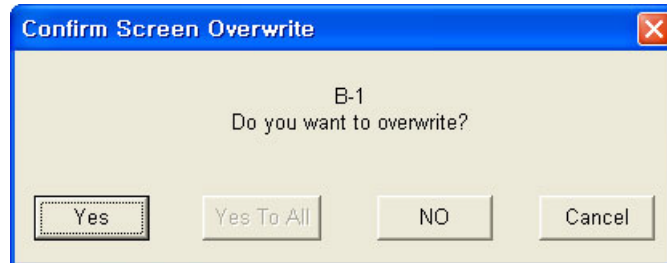 Confirm Screen Overwrite
B-1
Do you want to overwrite?
Yes Yes To All NO Cancel